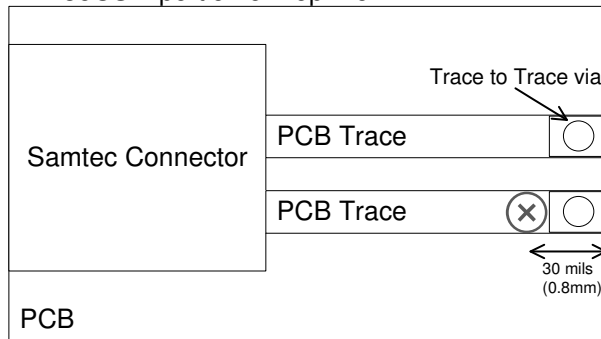 Trace to Trace via
PCB Trace
Samtec Connector
PCB Trace
30 mils
(0.8mm)
PCB